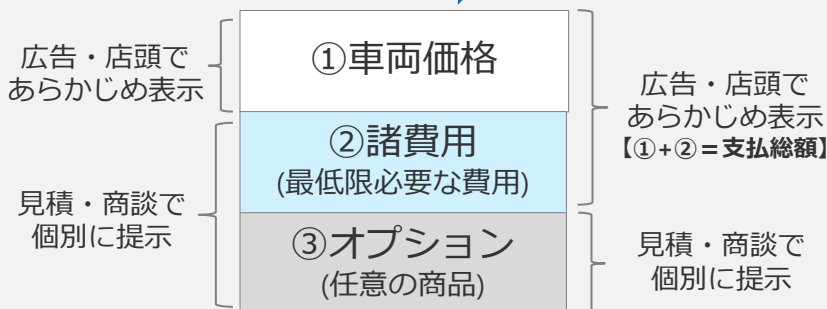 広告・店頭で
あらかじめ表示
見積・商談で
個別に提示
①車両価格
②諸費用
(最低限必要な費用)
③オプション
(任意の商品)
広告・店頭で
あらかじめ表示
【①+②=支払総額】
見積・商談で
個別に提示